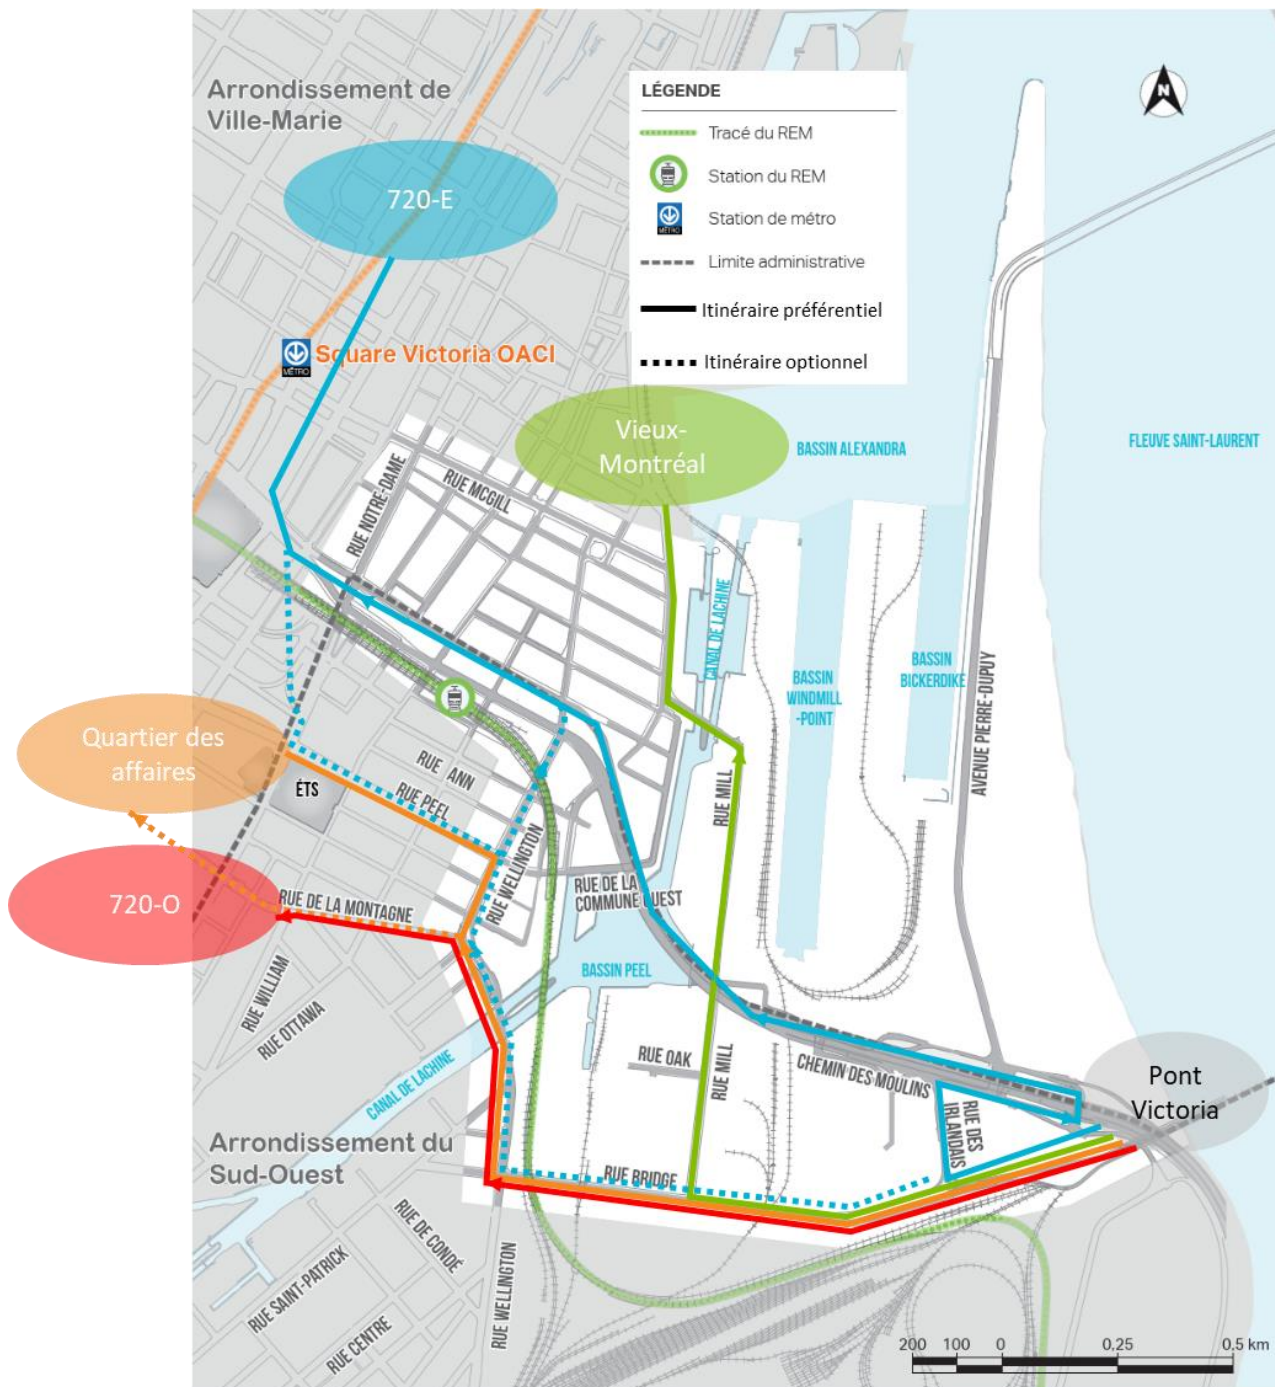 Arrondissement de
Ville-Marie
720-E
LÉGENDE
Tracé du REM
Station du REM
Station de métro
MÉTRO
Limite administrative
Itinéraire préférentiel
Itinéraire optionnel
N
MÉTRO
Square Victoria OACI
Vieux-
Montréal
BASSIN ALEXANDRA
FLEUVE SAINT-LAURENT
RUE NOTRE-DAME
RUE MCGILL
CANAL DE LACHINE
BASSIN
WINDMILL
-POINT
BASSIN
BICKERDIKE
AVENUE PIERRE-DUPUY
Quartier des
affaires
ÉTS
RUE ANN
RUE PEEL
RUE MILL
RUE WELLINGTON
RUE DE LA
COMMUNE OUEST
720-O
RUE DE LA MONTAGNE
BASSIN PEEL
RUE WILLIAM
RUE OTTAWA
CANAL DE LACHINE
RUE OAK
RUE MILL
CHEMIN DES MOULINS
RUE DES
IRLANDAIS
Pont
Victoria
Arrondissement du
Sud-Ouest
RUE BRIDGE
RUE DE CONDÉ
RUE SAINT-PATRICK
RUE CENTRE
RUE WELLINGTON
200 100 0 0,25 0,5 km